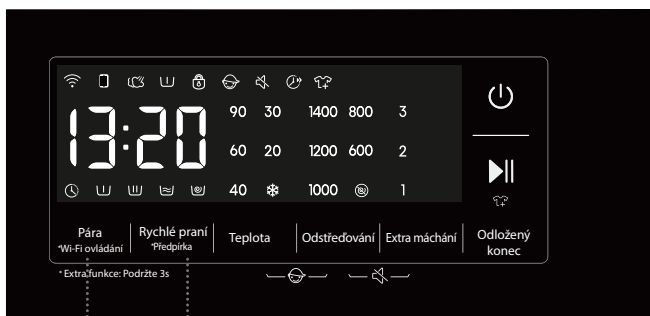 13:20
90 30 1400 800 3
60 20 1200 600 2
40 1000 1
Pára
*Wi-Fi ovládání
Rychlé praní
*Předpírka
Teplota
Odstřeďování
Extra máchání
Odložený
konec
*Extra funkce: Podržte 3s